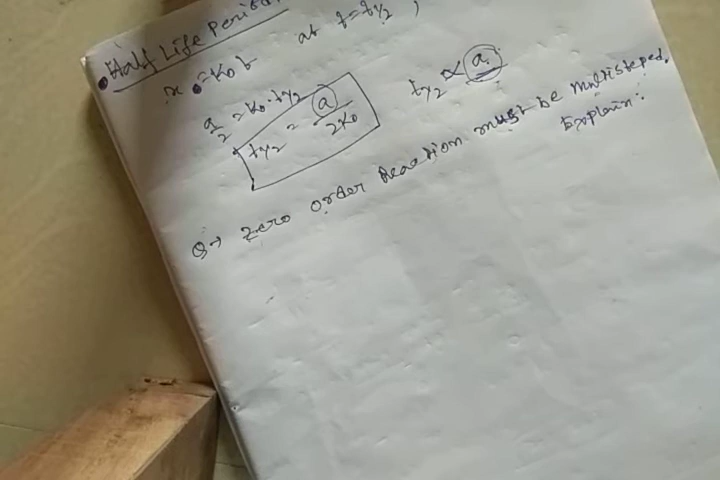 • Half Life Period
x = K₀t at t = t₁/₂,
a/2 = K₀·t₁/₂
t₁/₂ = a/2K₀ t₁/₂ ∝ a
Q→ Zero order Reaction must be multisteped.
Explain.